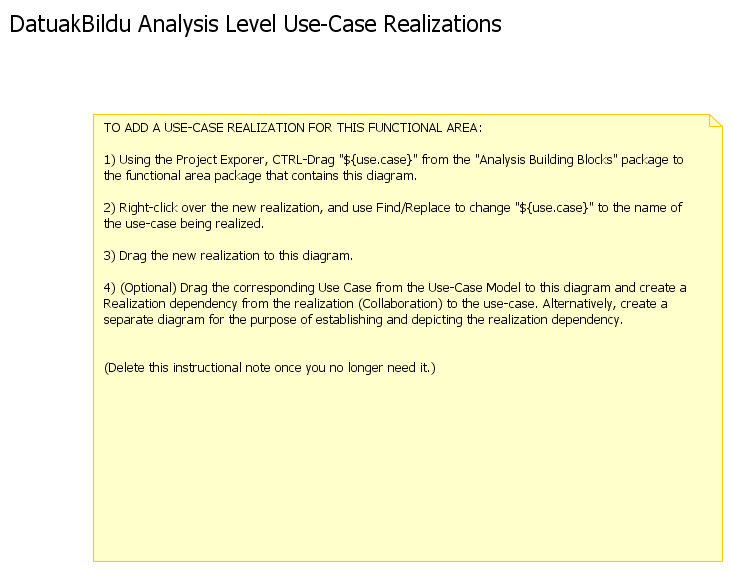 DatuakBildu Analysis Level Use-Case Realizations
TO ADD A USE-CASE REALIZATION FOR THIS FUNCTIONAL AREA:
1) Using the Project Exporer, CTRL-Drag "${use.case}" from the "Analysis Building Blocks" package to
the functional area package that contains this diagram.
2) Right-click over the new realization, and use Find/Replace to change "${use.case}" to the name of
the use-case being realized.
3) Drag the new realization to this diagram.
4) (Optional) Drag the corresponding Use Case from the Use-Case Model to this diagram and create a
Realization dependency from the realization (Collaboration) to the use-case. Alternatively, create a
separate diagram for the purpose of establishing and depicting the realization dependency.
(Delete this instructional note once you no longer need it.)